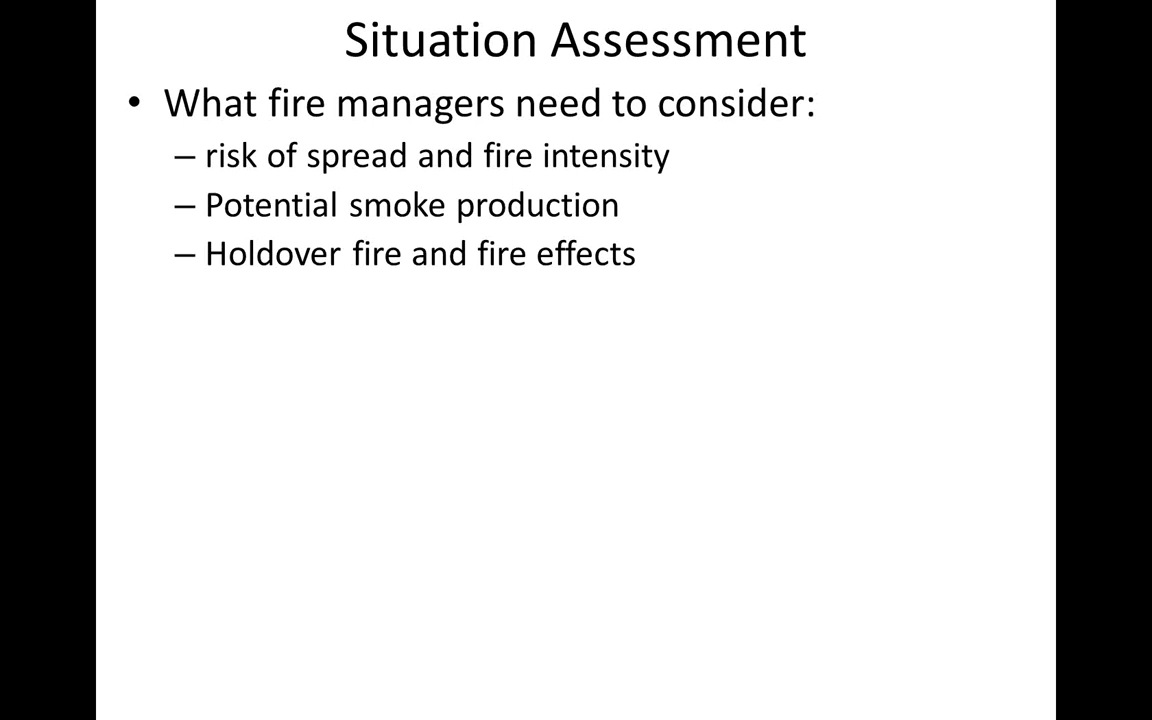 Situation Assessment
• What fire managers need to consider:
– risk of spread and fire intensity
– Potential smoke production
– Holdover fire and fire effects